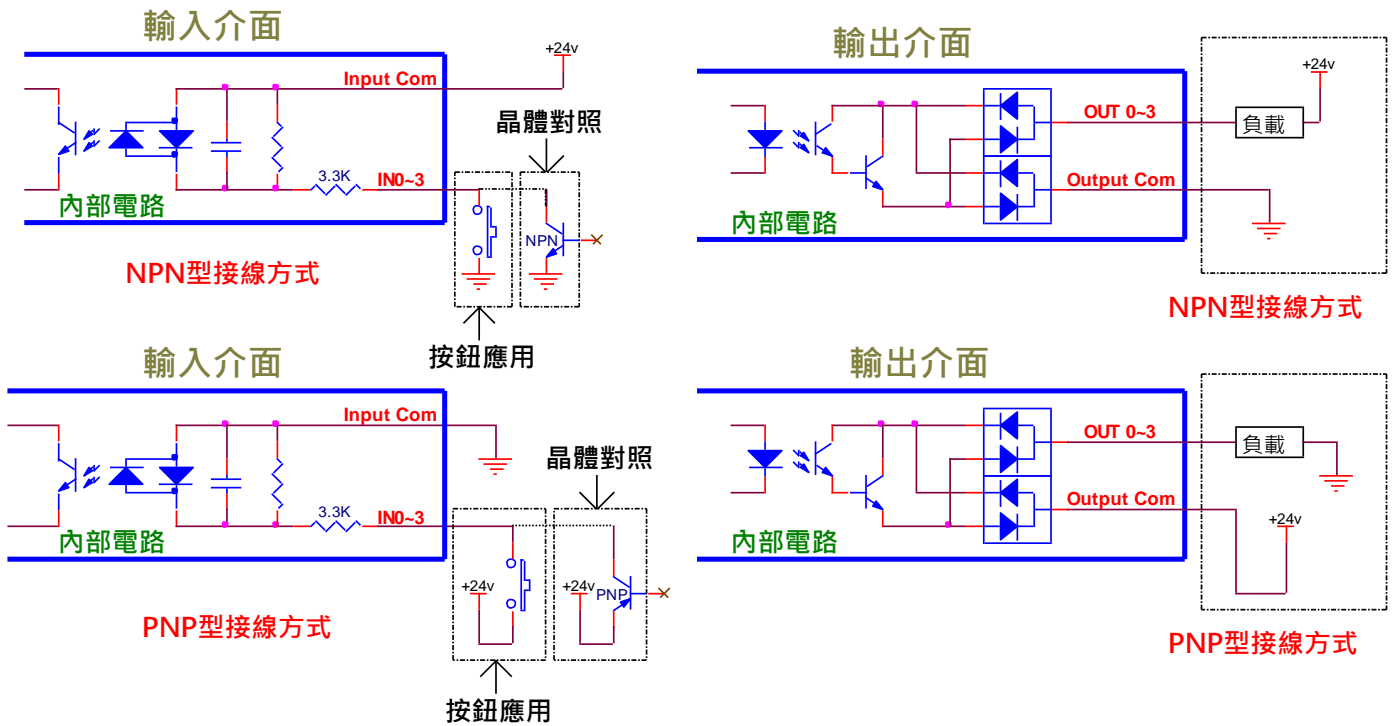 輸入介面
+24v
Input Com
晶體對照
3.3K
IN0~3
內部電路
NPN
NPN型接線方式
按鈕應用
輸出介面
+24v
OUT 0~3
負載
Output Com
內部電路
NPN型接線方式
輸入介面
Input Com
晶體對照
3.3K
IN0~3
內部電路
+24v
+24v
PNP
PNP型接線方式
按鈕應用
輸出介面
OUT 0~3
負載
Output Com
+24v
內部電路
PNP型接線方式